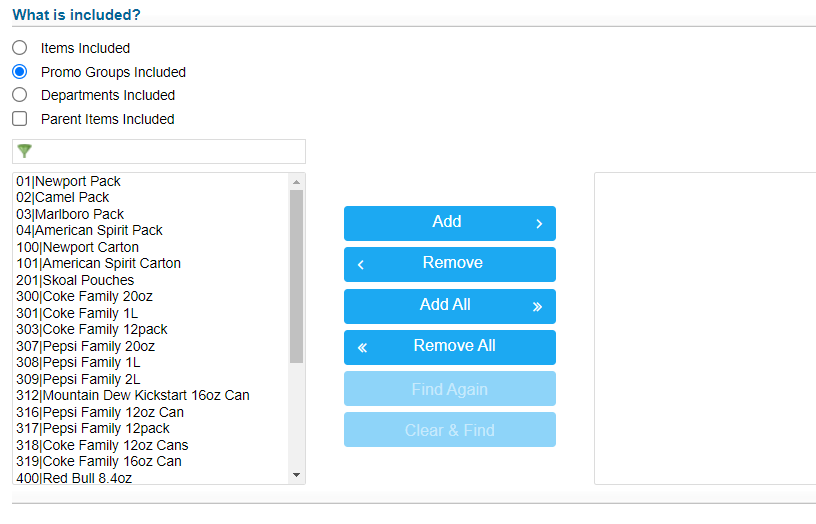 What is included?
Items Included
Promo Groups Included
Departments Included
Parent Items Included
01|Newport Pack
02|Camel Pack
03|Marlboro Pack
04|American Spirit Pack
100|Newport Carton
101|American Spirit Carton
201|Skoal Pouches
300|Coke Family 20oz
301|Coke Family 1L
303|Coke Family 12pack
307|Pepsi Family 20oz
308|Pepsi Family 1L
309|Pepsi Family 2L
312|Mountain Dew Kickstart 16oz Can
316|Pepsi Family 12oz Can
317|Pepsi Family 12pack
318|Coke Family 12oz Cans
319|Coke Family 16oz Can
400|Red Bull 8.4oz
Add
Remove
Add All
Remove All
Find Again
Clear & Find